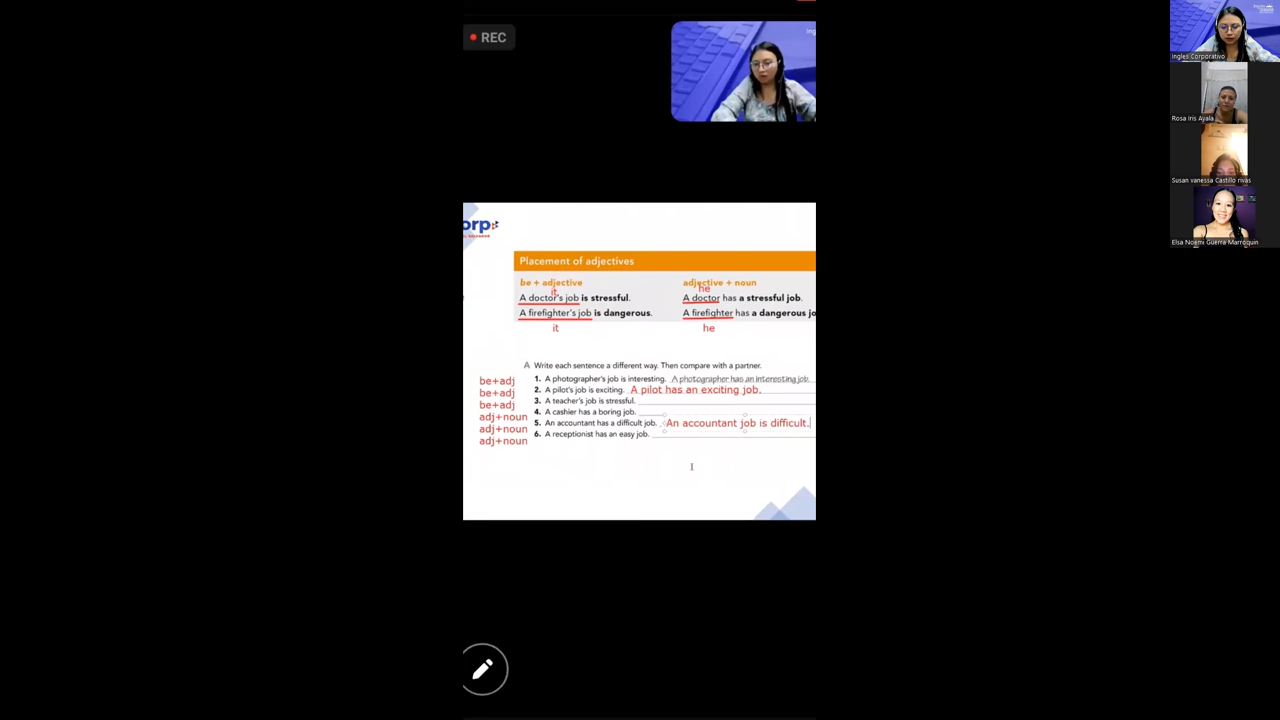 REC
Ing
Ingles Corporativo
Rosa Iris Ayala
Susan vanessa Castillo rivas
Elsa Noemi Guerra Marroquin
orp
Placement of adjectives
be + adjective
adjective + noun
it
he
A doctor's job is stressful.
A doctor has a stressful job.
A firefighter's job is dangerous.
A firefighter has a dangerous jo
it
he
A Write each sentence a different way. Then compare with a partner.
be+adj
be+adj
be+adj
adj+noun
adj+noun
adj+noun
1. A photographer's job is interesting. A photographer has an interesting job.
2. A pilot's job is exciting. A pilot has an exciting job.
3. A teacher's job is stressful.
4. A cashier has a boring job.
5. An accountant has a difficult job. An accountant job is difficult.
6. A receptionist has an easy job.